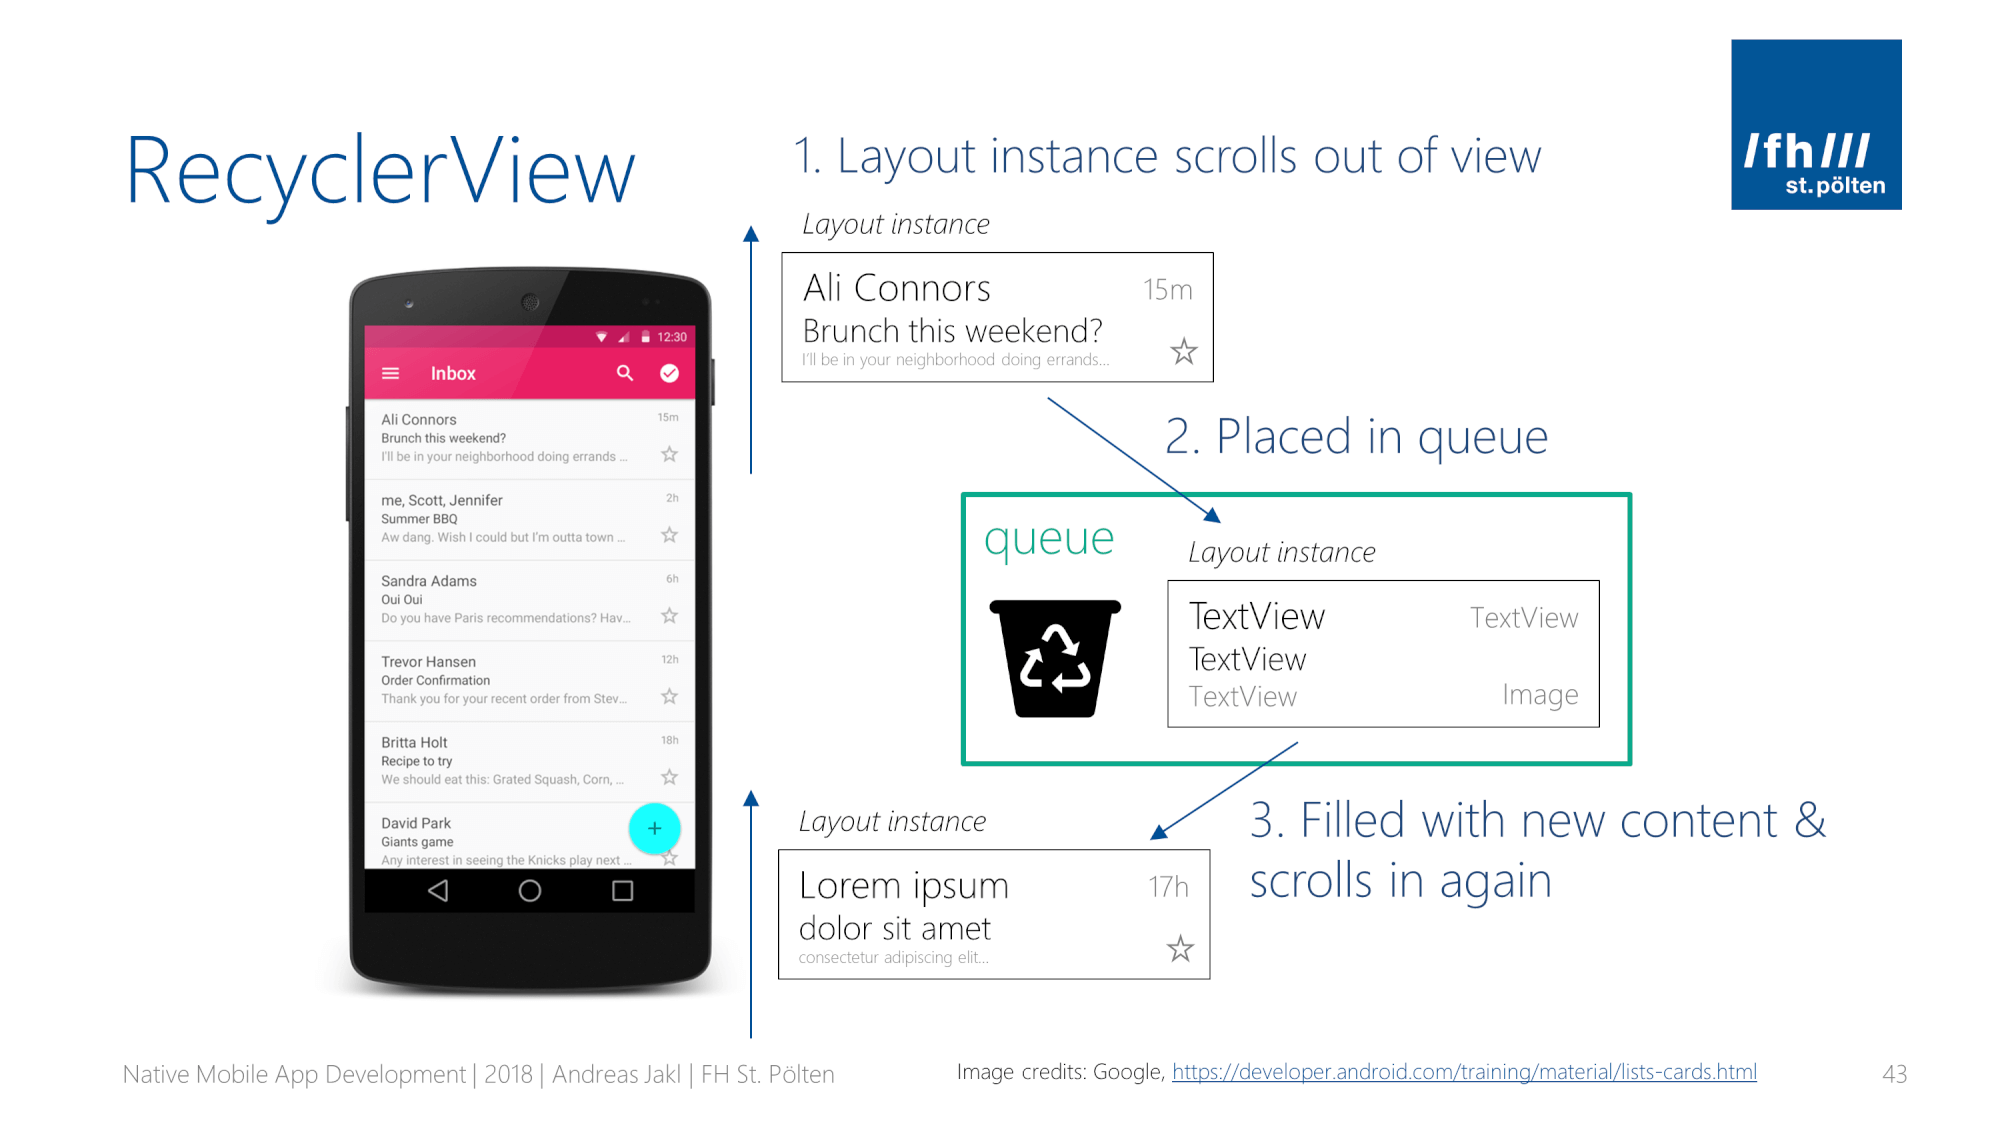 RecyclerView
1. Layout instance scrolls out of view
/fh///
st.pölten
Layout instance
Ali Connors 15m
Brunch this weekend?
I'll be in your neighborhood doing errands...
12:30
Inbox
Ali Connors 15m
Brunch this weekend?
I'll be in your neighborhood doing errands ...
me, Scott, Jennifer 2h
Summer BBQ
Aw dang. Wish I could but I'm outta town ...
Sandra Adams 6h
Oui Oui
Do you have Paris recommendations? Hav...
Trevor Hansen 12h
Order Confirmation
Thank you for your recent order from Stev...
Britta Holt 18h
Recipe to try
We should eat this: Grated Squash, Corn, ...
David Park
Giants game
Any interest in seeing the Knicks play next ...
+
2. Placed in queue
queue
Layout instance
TextView TextView
TextView
TextView Image
3. Filled with new content &
scrolls in again
Layout instance
Lorem ipsum 17h
dolor sit amet
consectetur adipiscing elit...
Native Mobile App Development | 2018 | Andreas Jakl | FH St. Pölten
Image credits: Google, https://developer.android.com/training/material/lists-cards.html
43